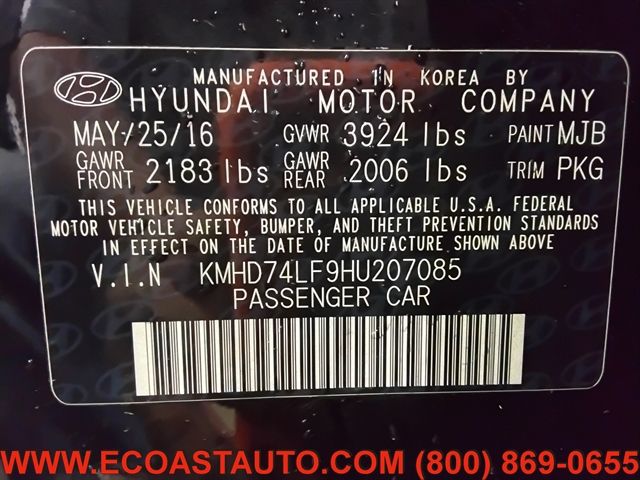 MANUFACTURED IN KOREA BY
HYUNDAI MOTOR COMPANY
MAY/25/16 GVWR 3924 lbs PAINT MJB
GAWR FRONT 2183 lbs GAWR REAR 2006 lbs TRIM PKG
THIS VEHICLE CONFORMS TO ALL APPLICABLE U.S.A. FEDERAL
MOTOR VEHICLE SAFETY, BUMPER, AND THEFT PREVENTION STANDARDS
IN EFFECT ON THE DATE OF MANUFACTURE SHOWN ABOVE
V.I.N KMHD74LF9HU207085
PASSENGER CAR
WWW.ECOASTAUTO.COM (800) 869-0655